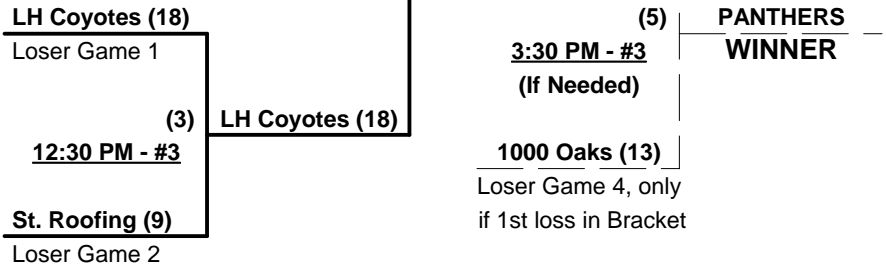 LH Coyotes (18)
Loser Game 1
(3)
12:30 PM - #3
LH Coyotes (18)
St. Roofing (9)
Loser Game 2
(5)
3:30 PM - #3
(If Needed)
PANTHERS
WINNER
1000 Oaks (13)
Loser Game 4, only
if 1st loss in Bracket